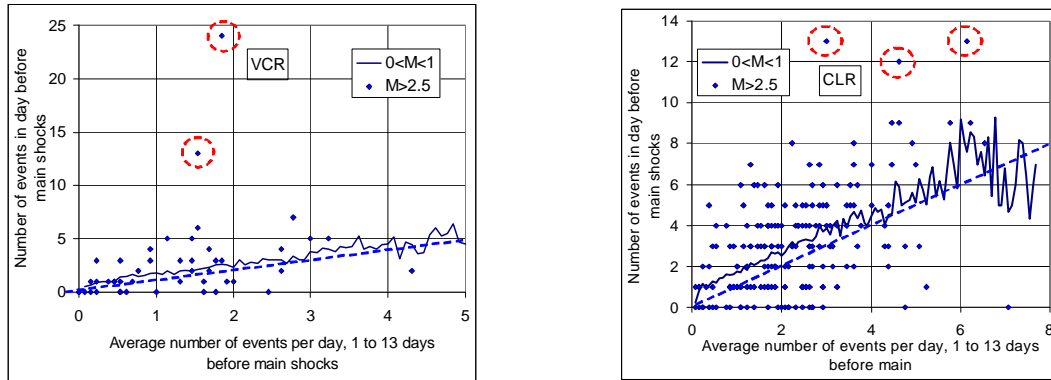 Number of events in day before
main shocks
25
20
15
10
5
0
VCR
0<M<1
M>2.5
0 1 2 3 4 5
Average number of events per day, 1 to 13 days
before main shocks
Number of events in day before
main shocks
14
12
10
8
6
4
2
0
0<M<1
M>2.5
CLR
0 2 4 6 8
Average number of events per day, 1 to 13 days
before main